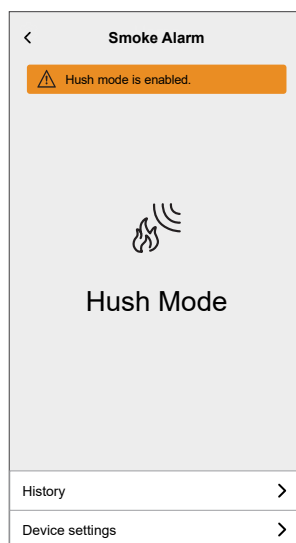 Smoke Alarm
Hush mode is enabled.
Hush Mode
History
Device settings